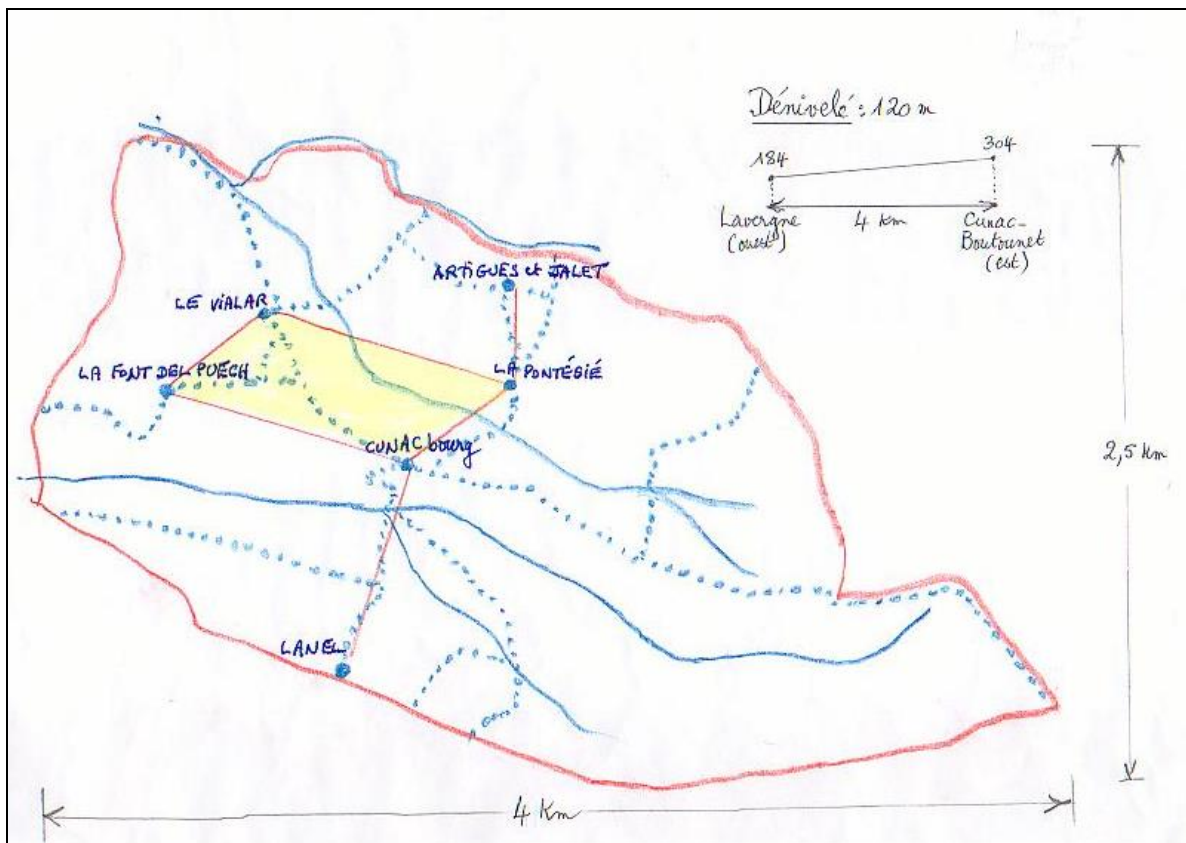 Dénivelé : 120 m
304
184
Lavergne
(ouest)
4 km
Cunac-
Boutounet
(est)
ARTIGUES et JALET
LE VIALAR
LA FONT DEL PUECH
LA PONTÉGIÉ
CUNAC bourg
2,5 km
LANEL
4 Km